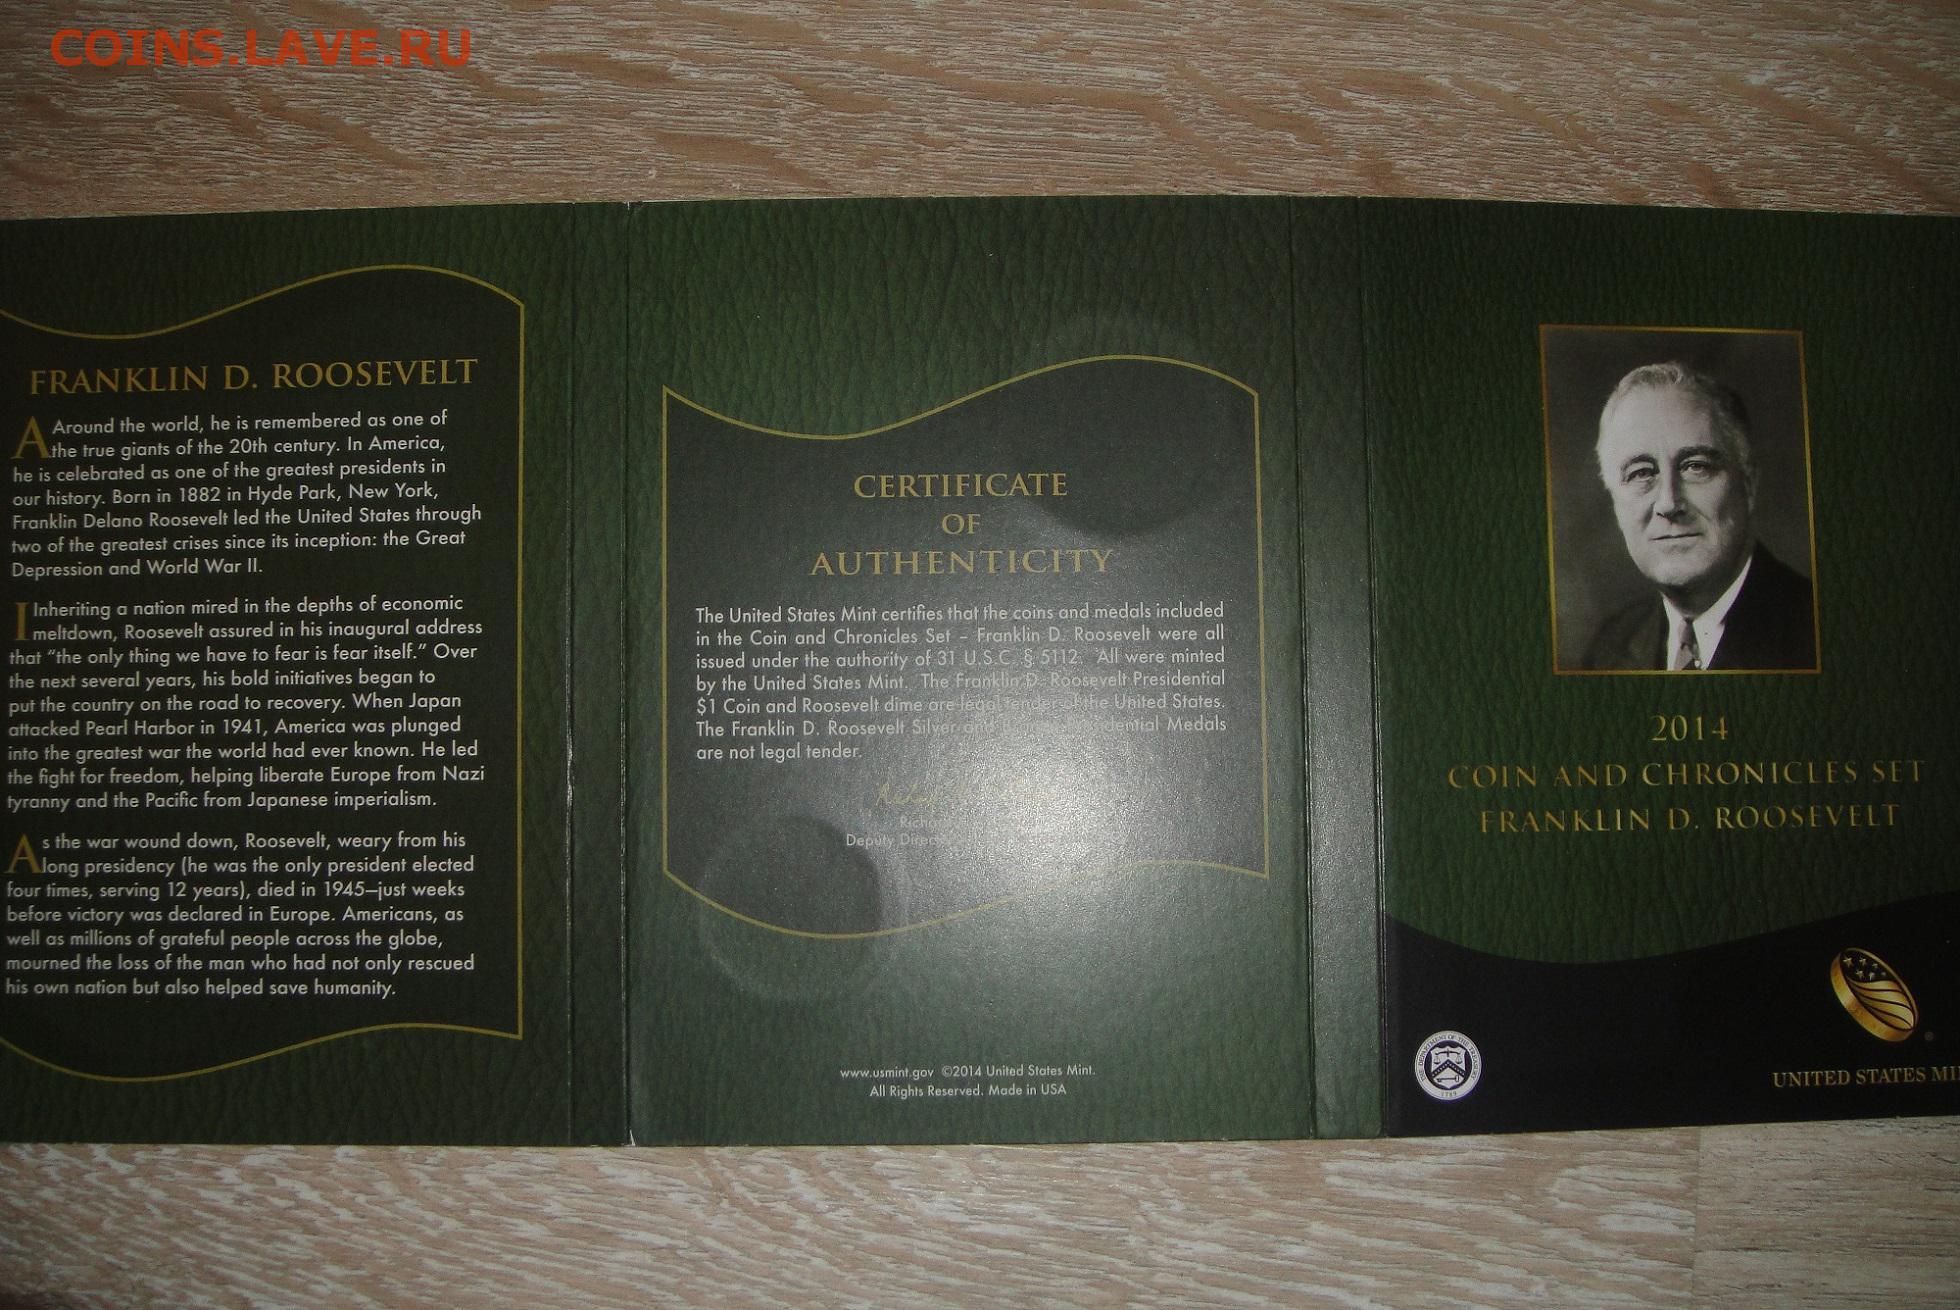 COINS.LAVE.RU
FRANKLIN D. ROOSEVELT
A Around the world, he is remembered as one of
the true giants of the 20th century. In America,
he is celebrated as one of the greatest presidents in
our history. Born in 1882 in Hyde Park, New York,
Franklin Delano Roosevelt led the United States through
two of the greatest crises since its inception: the Great
Depression and World War II.
I Inheriting a nation mired in the depths of economic
meltdown, Roosevelt assured in his inaugural address
that “the only thing we have to fear is fear itself.” Over
the next several years, his bold initiatives began to
put the country on the road to recovery. When Japan
attacked Pearl Harbor in 1941, America was plunged
into the greatest war the world had ever known. He led
the fight for freedom, helping liberate Europe from Nazi
tyranny and the Pacific from Japanese imperialism.
As the war wound down, Roosevelt, weary from his
long presidency (he was the only president elected
four times, serving 12 years), died in 1945—just weeks
before victory was declared in Europe. Americans, as
well as millions of grateful people across the globe,
mourned the loss of the man who had not only rescued
his own nation but also helped save humanity.
CERTIFICATE
OF
AUTHENTICITY
The United States Mint certifies that the coins and medals included
in the Coin and Chronicles Set – Franklin D. Roosevelt were all
issued under the authority of 31 U.S.C. § 5112. All were minted
by the United States Mint. The Franklin D. Roosevelt Presidential
$1 Coin and Roosevelt dime are legal tender of the United States.
The Franklin D. Roosevelt Silver and Presidential Medals
are not legal tender.
Deputy
www.usmint.gov ©2014 United States Mint.
All Rights Reserved. Made in USA
2014
COIN AND CHRONICLES SET
FRANKLIN D. ROOSEVELT
THE DEPARTMENT OF THE TREASURY
1789
UNITED STATES MI